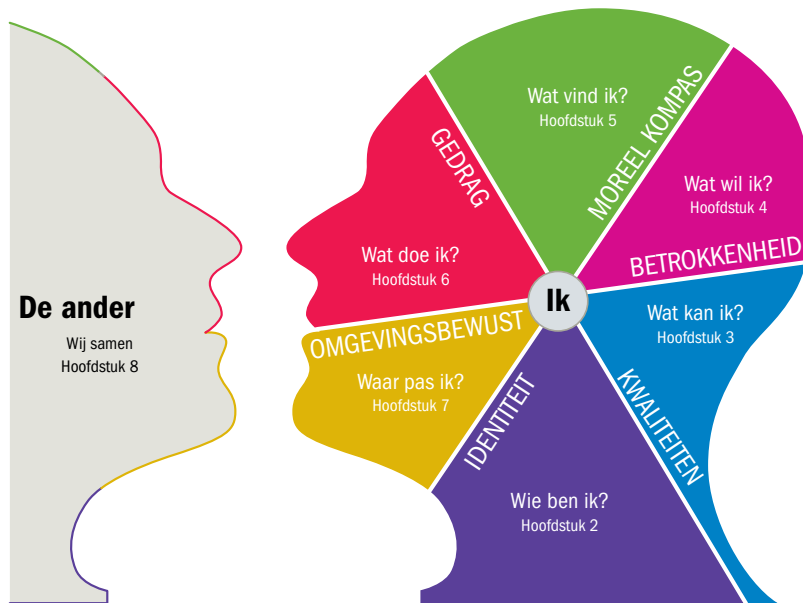 De ander
Wij samen
Hoofdstuk 8
GEDRAG
Wat doe ik?
Hoofdstuk 6
Wat vind ik?
Hoofdstuk 5
MOREEL KOMPAS
Wat wil ik?
Hoofdstuk 4
BETROKKENHEID
Ik
Wat kan ik?
Hoofdstuk 3
KWALITEITEN
OMGEVINGSBEWUST
Waar pas ik?
Hoofdstuk 7
IDENTITEIT
Wie ben ik?
Hoofdstuk 2